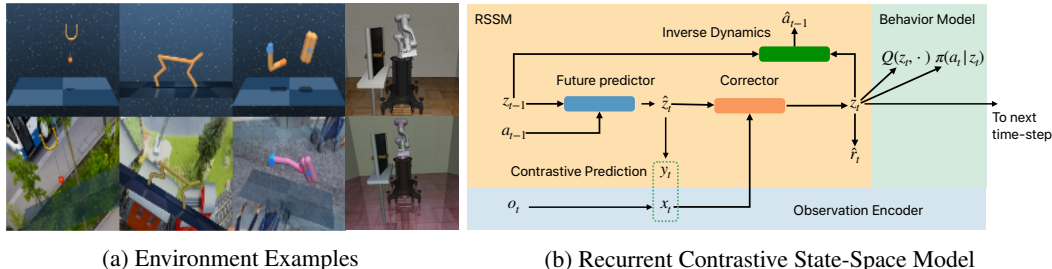 RSSM
Behavior Model
Inverse Dynamics
â_{t−1}
Q(z_t, ·) π(a_t|z_t)
Future predictor
Corrector
z_{t−1}
ẑ_t
z_t
a_{t−1}
To next
time-step
r̂_t
Contrastive Prediction
y_t
o_t
x_t
Observation Encoder
(a) Environment Examples
(b) Recurrent Contrastive State-Space Model